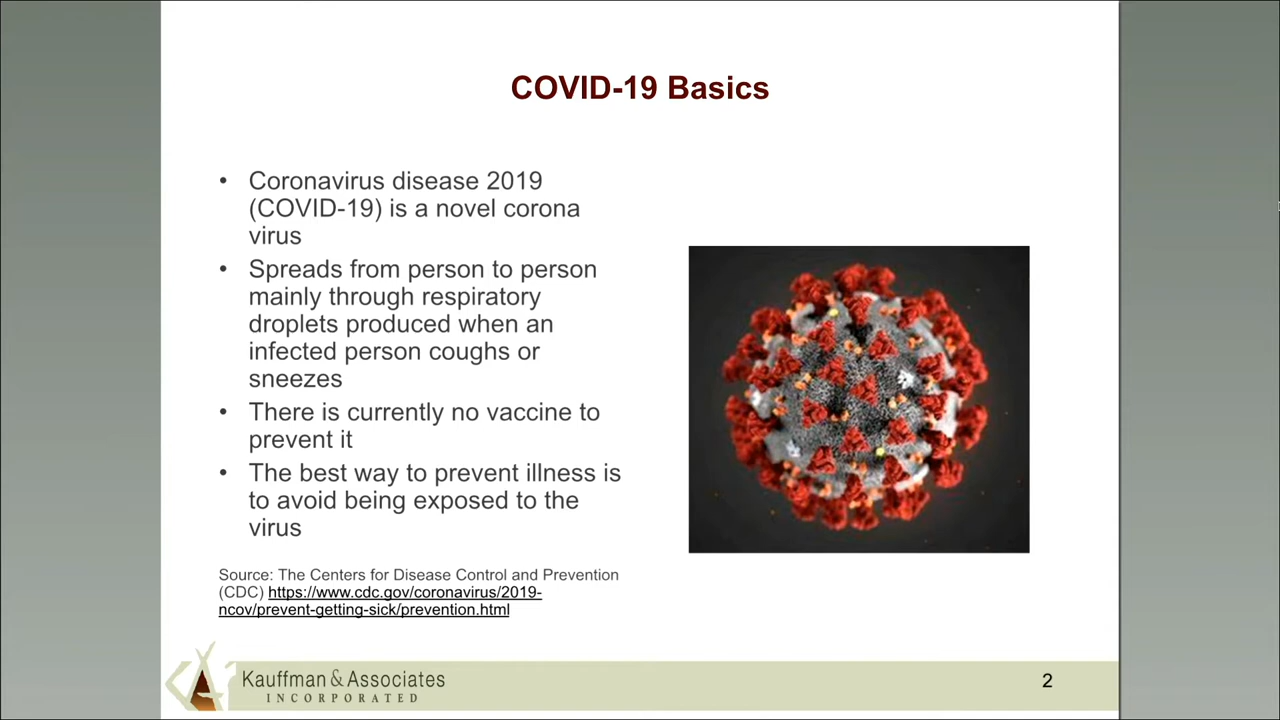 COVID-19 Basics
• Coronavirus disease 2019
(COVID-19) is a novel corona
virus
• Spreads from person to person
mainly through respiratory
droplets produced when an
infected person coughs or
sneezes
• There is currently no vaccine to
prevent it
• The best way to prevent illness is
to avoid being exposed to the
virus
Source: The Centers for Disease Control and Prevention
(CDC) https://www.cdc.gov/coronavirus/2019-
ncov/prevent-getting-sick/prevention.html
Kauffman & Associates
INCORPORATED
2